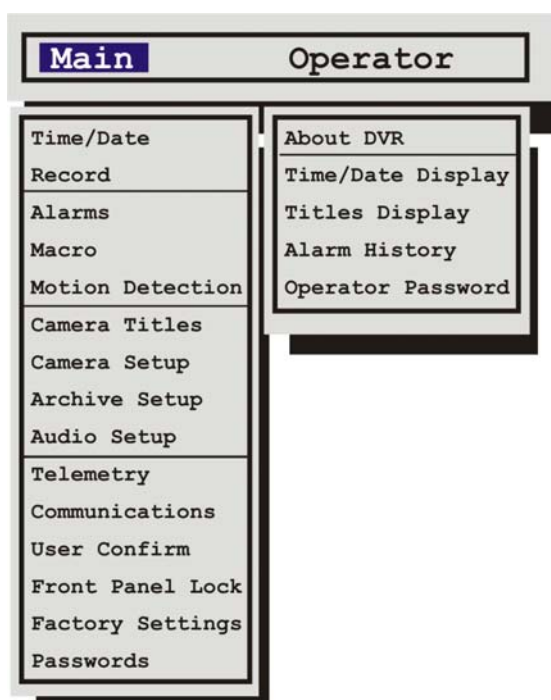 Main Operator
Time/Date
Record
Alarms
Macro
Motion Detection
Camera Titles
Camera Setup
Archive Setup
Audio Setup
Telemetry
Communications
User Confirm
Front Panel Lock
Factory Settings
Passwords
About DVR
Time/Date Display
Titles Display
Alarm History
Operator Password